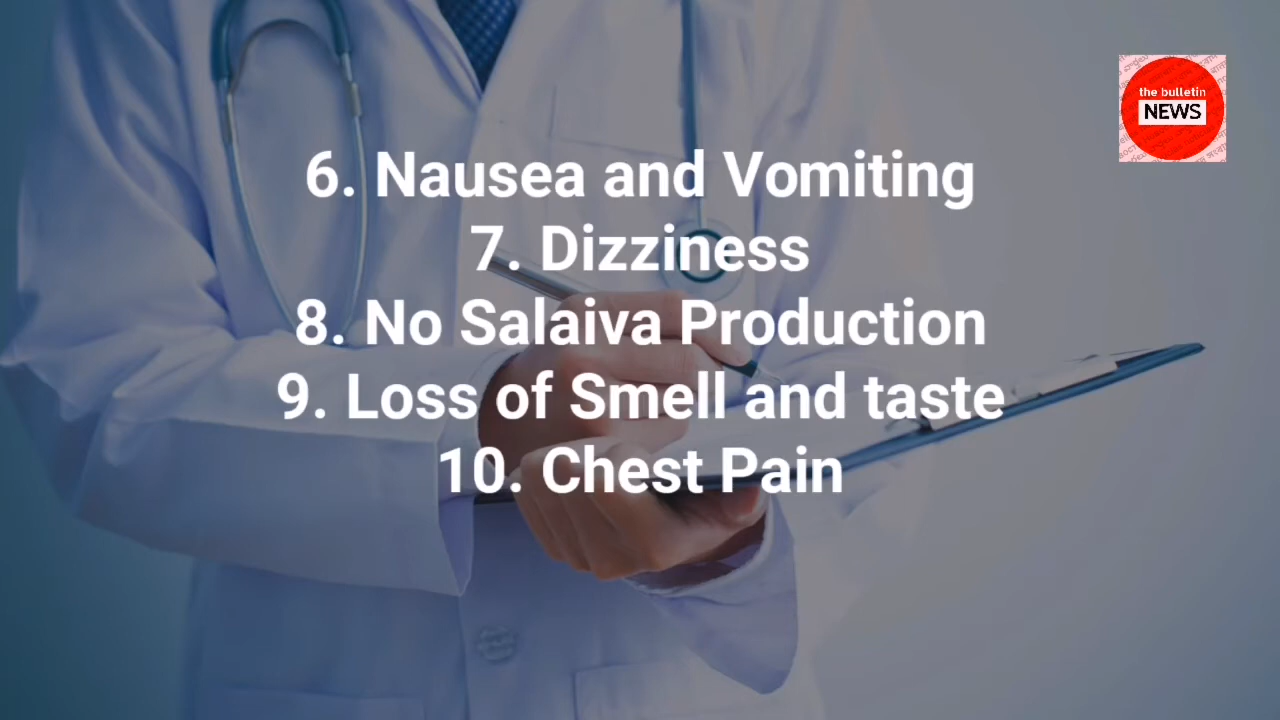 the bulletin
NEWS
6. Nausea and Vomiting
7. Dizziness
8. No Salaiva Production
9. Loss of Smell and taste
10. Chest Pain